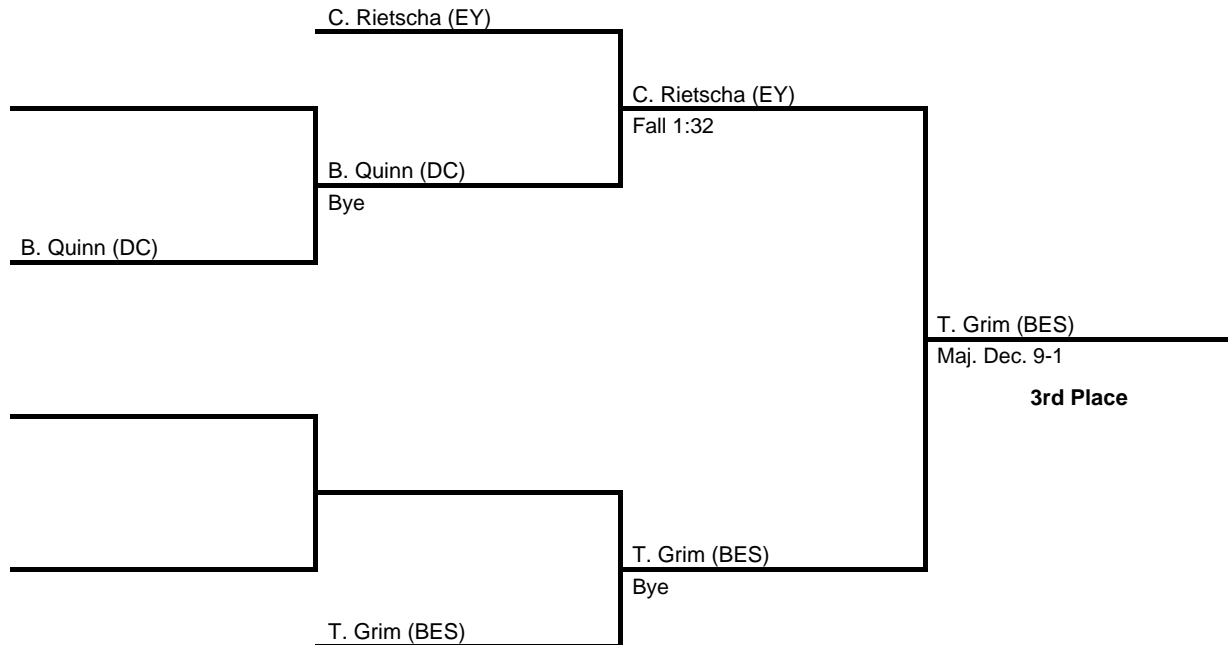 C. Rietscha (EY)
C. Rietscha (EY)
Fall 1:32
B. Quinn (DC)
Bye
B. Quinn (DC)
T. Grim (BES)
Maj. Dec. 9-1
3rd Place
T. Grim (BES)
Bye
T. Grim (BES)